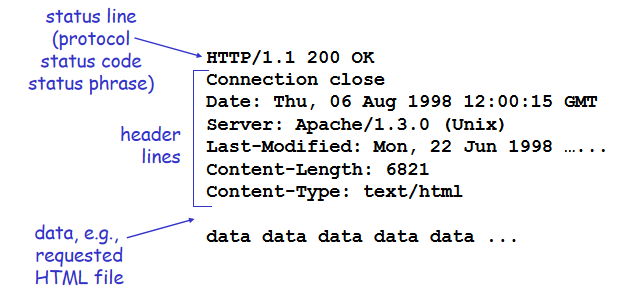 status line
(protocol
status code
status phrase)
HTTP/1.1 200 OK
Connection close
Date: Thu, 06 Aug 1998 12:00:15 GMT
Server: Apache/1.3.0 (Unix)
Last-Modified: Mon, 22 Jun 1998 …...
Content-Length: 6821
Content-Type: text/html
header
lines
data, e.g.,
requested
HTML file
data data data data data ...